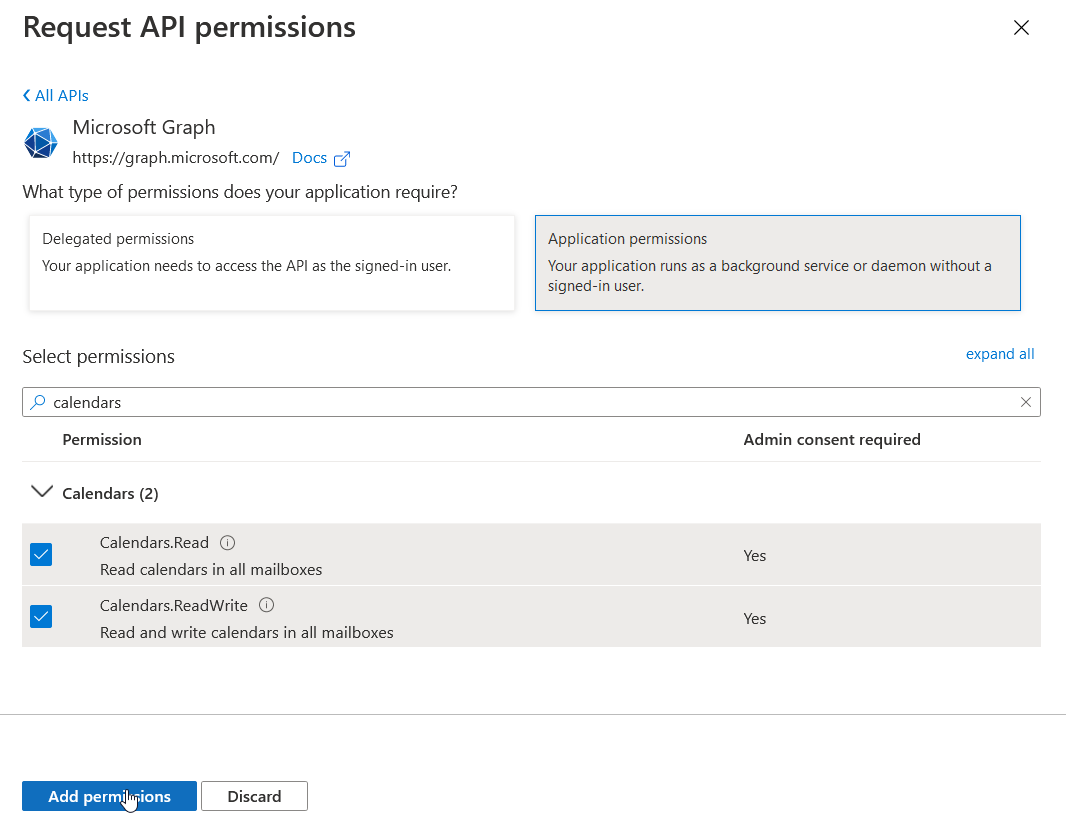 Request API permissions
All APIs
Microsoft Graph
https://graph.microsoft.com/ Docs
What type of permissions does your application require?
Delegated permissions
Your application needs to access the API as the signed-in user.
Application permissions
Your application runs as a background service or daemon without a
signed-in user.
Select permissions
expand all
calendars
Permission Admin consent required
Calendars (2)
Calendars.Read
Read calendars in all mailboxes
Yes
Calendars.ReadWrite
Read and write calendars in all mailboxes
Yes
Add permissions Discard